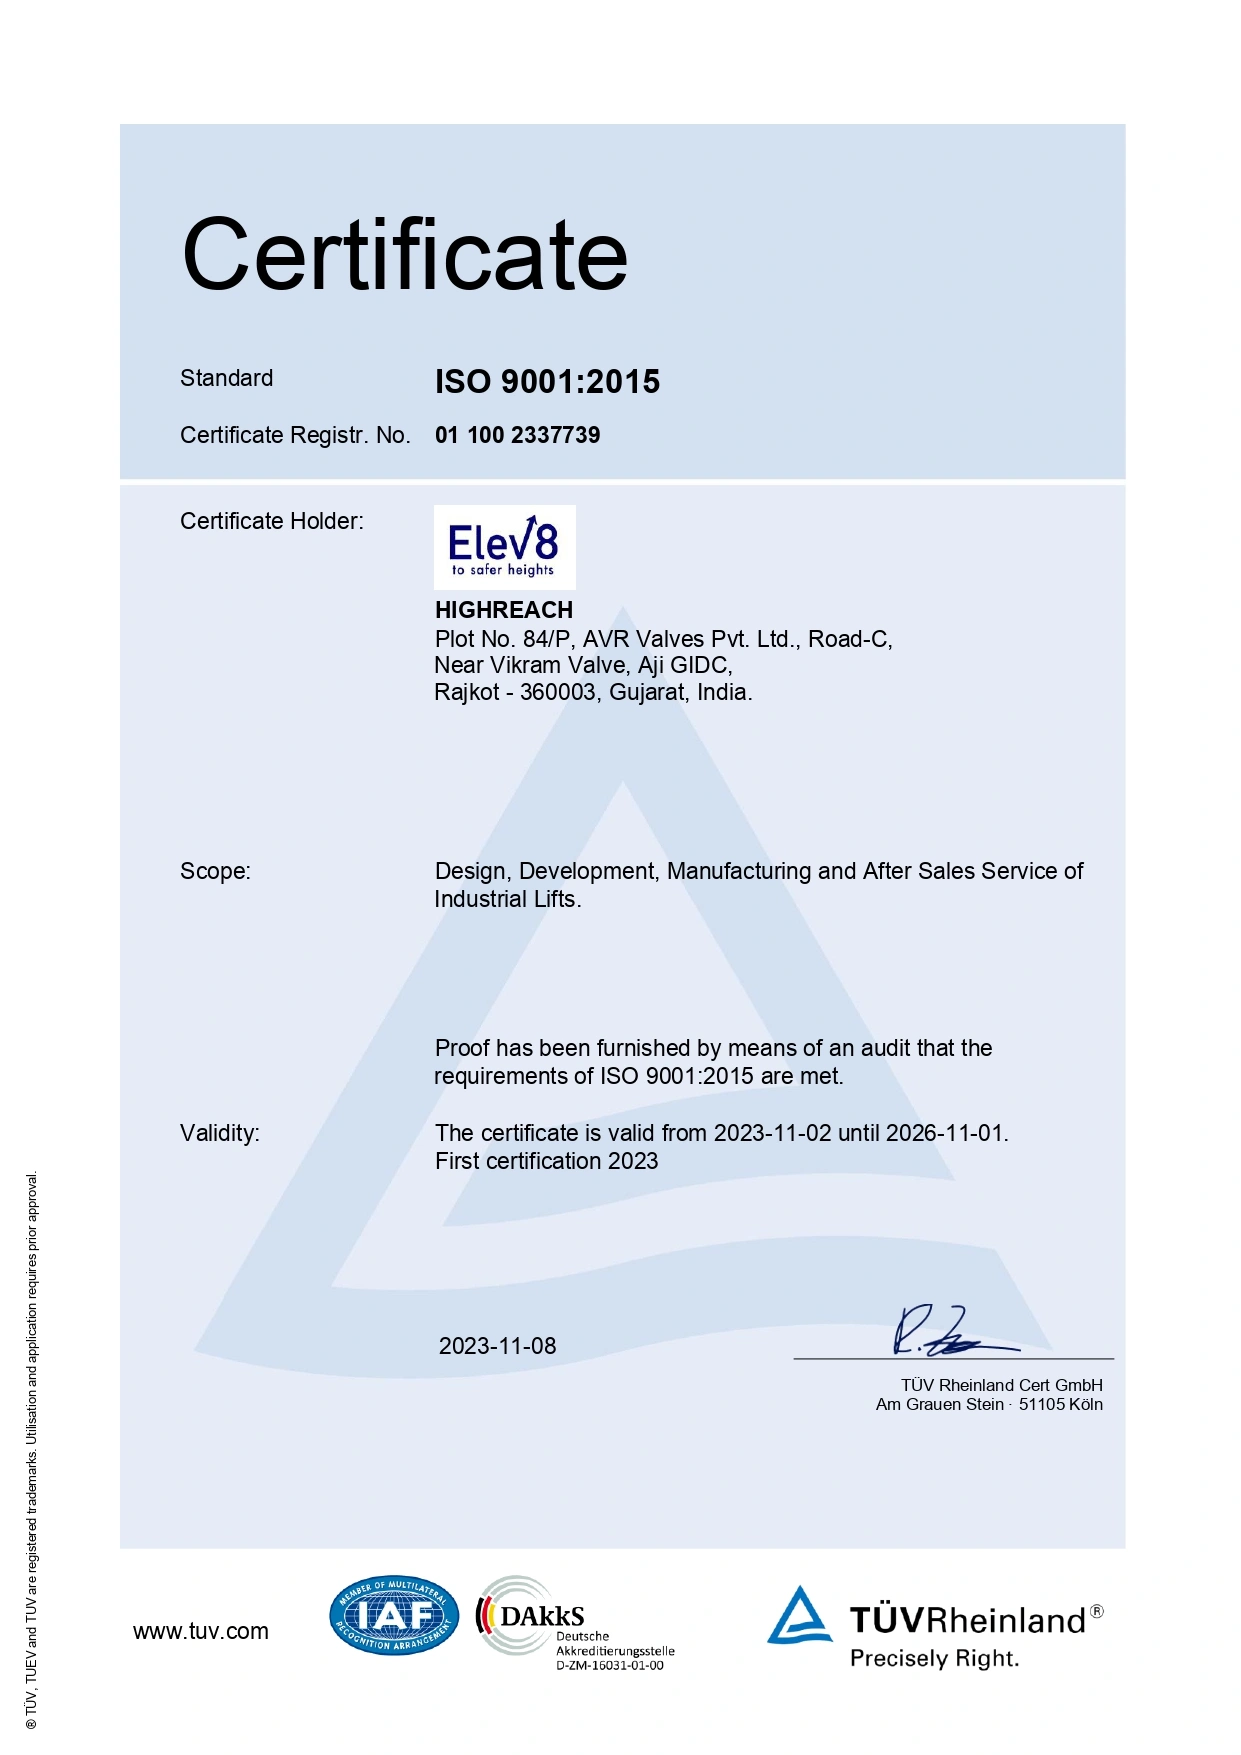 Certificate
Standard ISO 9001:2015
Certificate Registr. No. 01 100 2337739
Certificate Holder:
Elev8
to safer heights
HIGHREACH
Plot No. 84/P, AVR Valves Pvt. Ltd., Road-C,
Near Vikram Valve, Aji GIDC,
Rajkot - 360003, Gujarat, India.
Scope: Design, Development, Manufacturing and After Sales Service of
Industrial Lifts.
Proof has been furnished by means of an audit that the
requirements of ISO 9001:2015 are met.
Validity: The certificate is valid from 2023-11-02 until 2026-11-01.
First certification 2023
2023-11-08
TÜV Rheinland Cert GmbH
Am Grauen Stein · 51105 Köln
® TÜV, TUEV and TUV are registered trademarks. Utilisation and application requires prior approval.
www.tuv.com
MEMBER OF MULTILATERAL
IAF
RECOGNITION ARRANGEMENT
DAkkS
Deutsche
Akkreditierungsstelle
D-ZM-16031-01-00
TÜVRheinland®
Precisely Right.